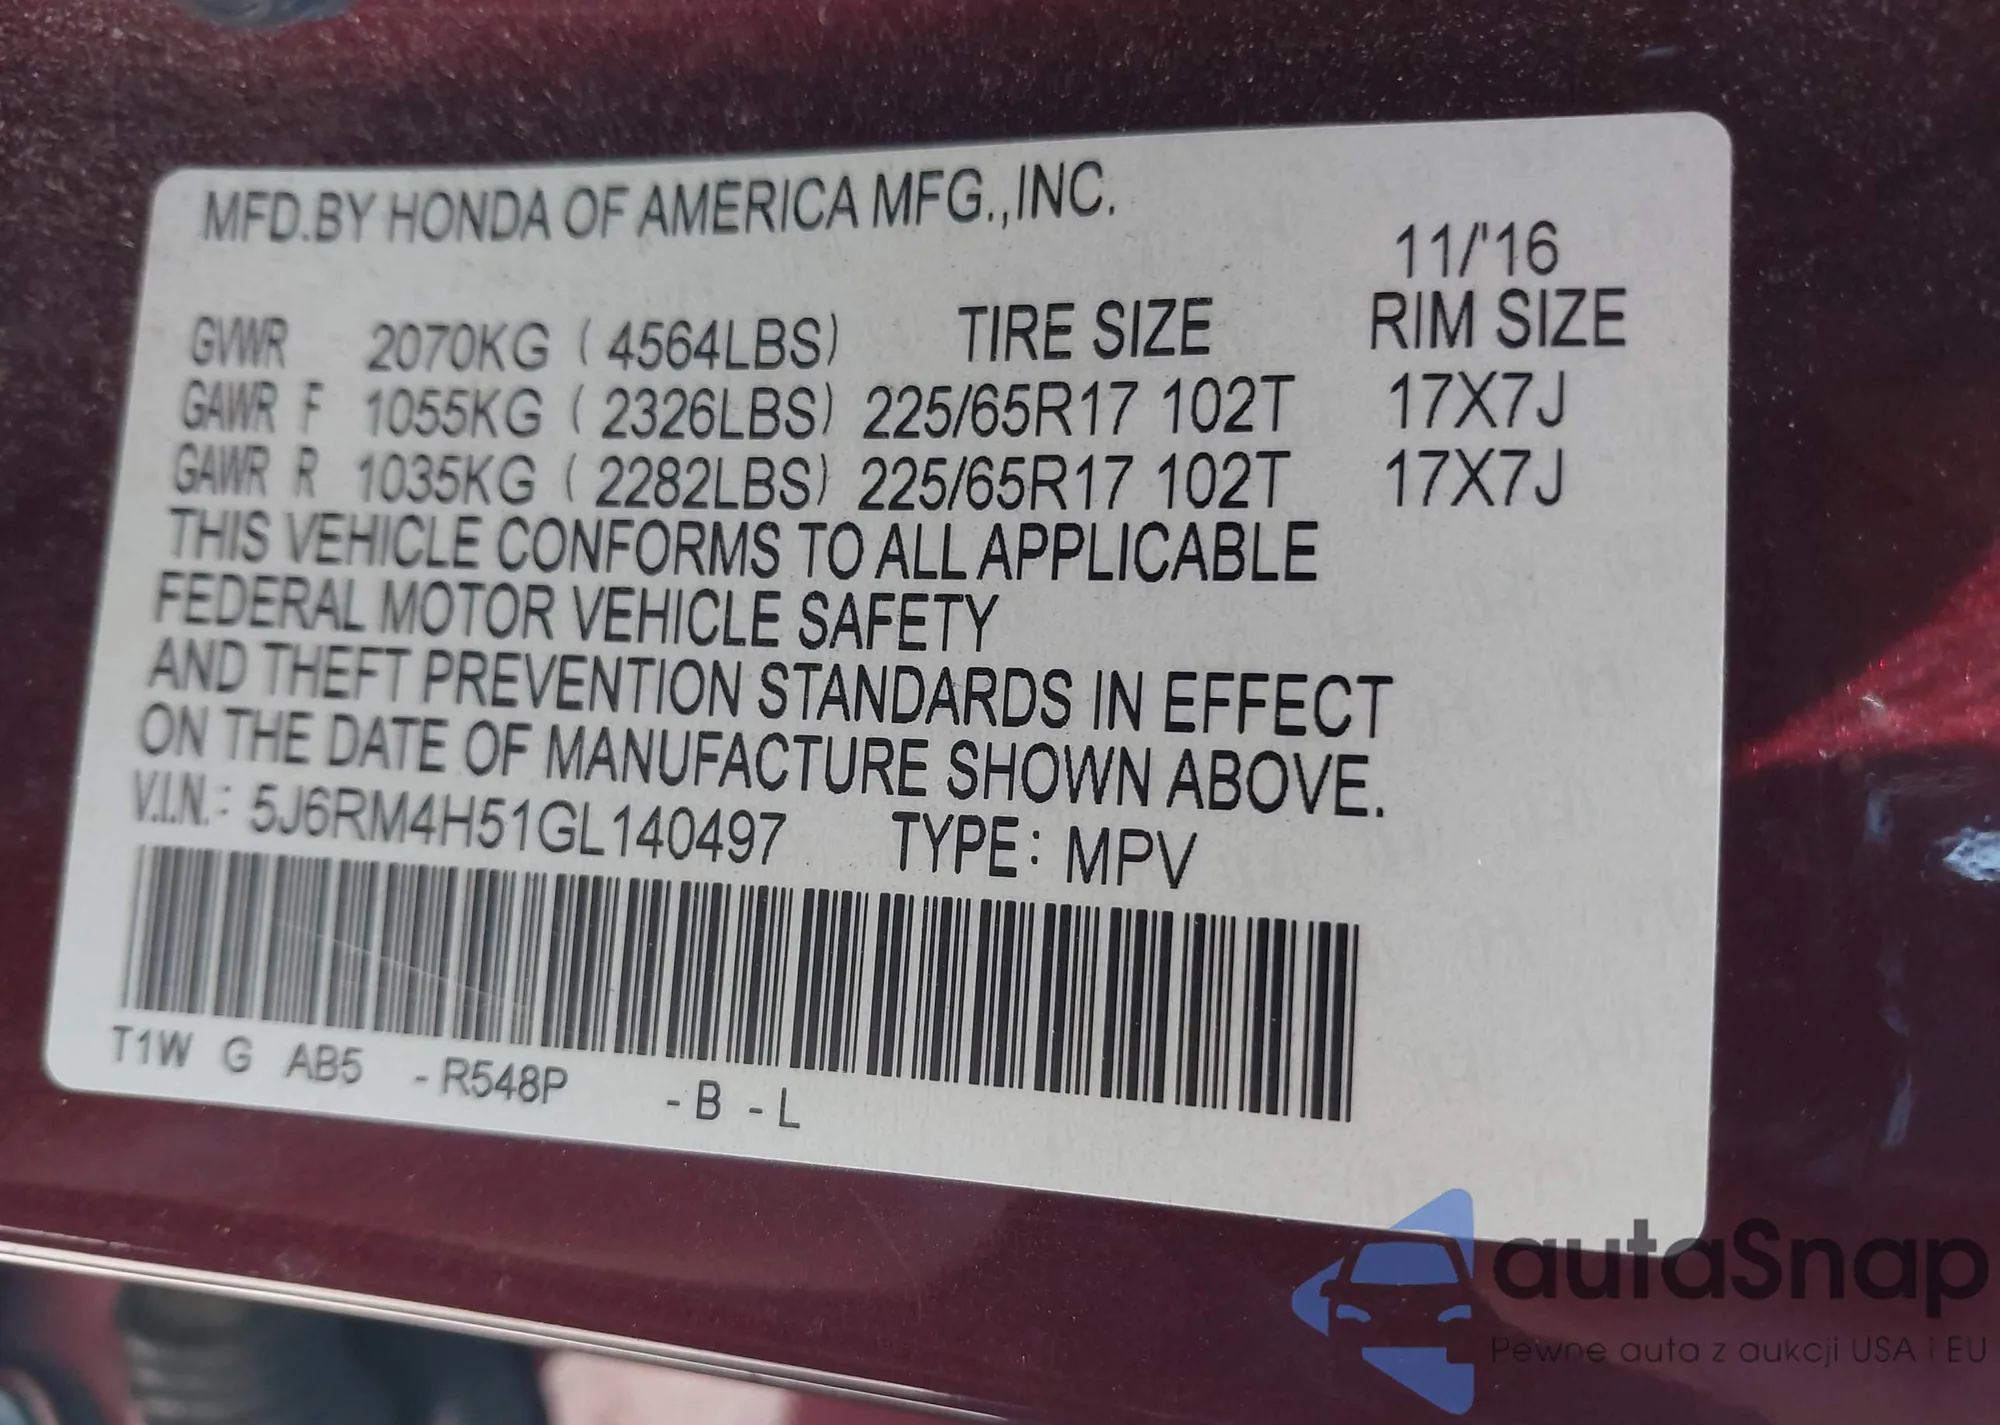 MFD.BY HONDA OF AMERICA MFG.,INC.
11/'16
GVWR 2070KG ( 4564LBS) TIRE SIZE RIM SIZE
GAWR F 1055KG ( 2326LBS) 225/65R17 102T 17X7J
GAWR R 1035KG ( 2282LBS) 225/65R17 102T 17X7J
THIS VEHICLE CONFORMS TO ALL APPLICABLE
FEDERAL MOTOR VEHICLE SAFETY
AND THEFT PREVENTION STANDARDS IN EFFECT
ON THE DATE OF MANUFACTURE SHOWN ABOVE.
V.I.N.: 5J6RM4H51GL140497 TYPE: MPV
T1W G AB5 -R548P -B -L
autaSnap
Pewne auta z aukcji USA i EU